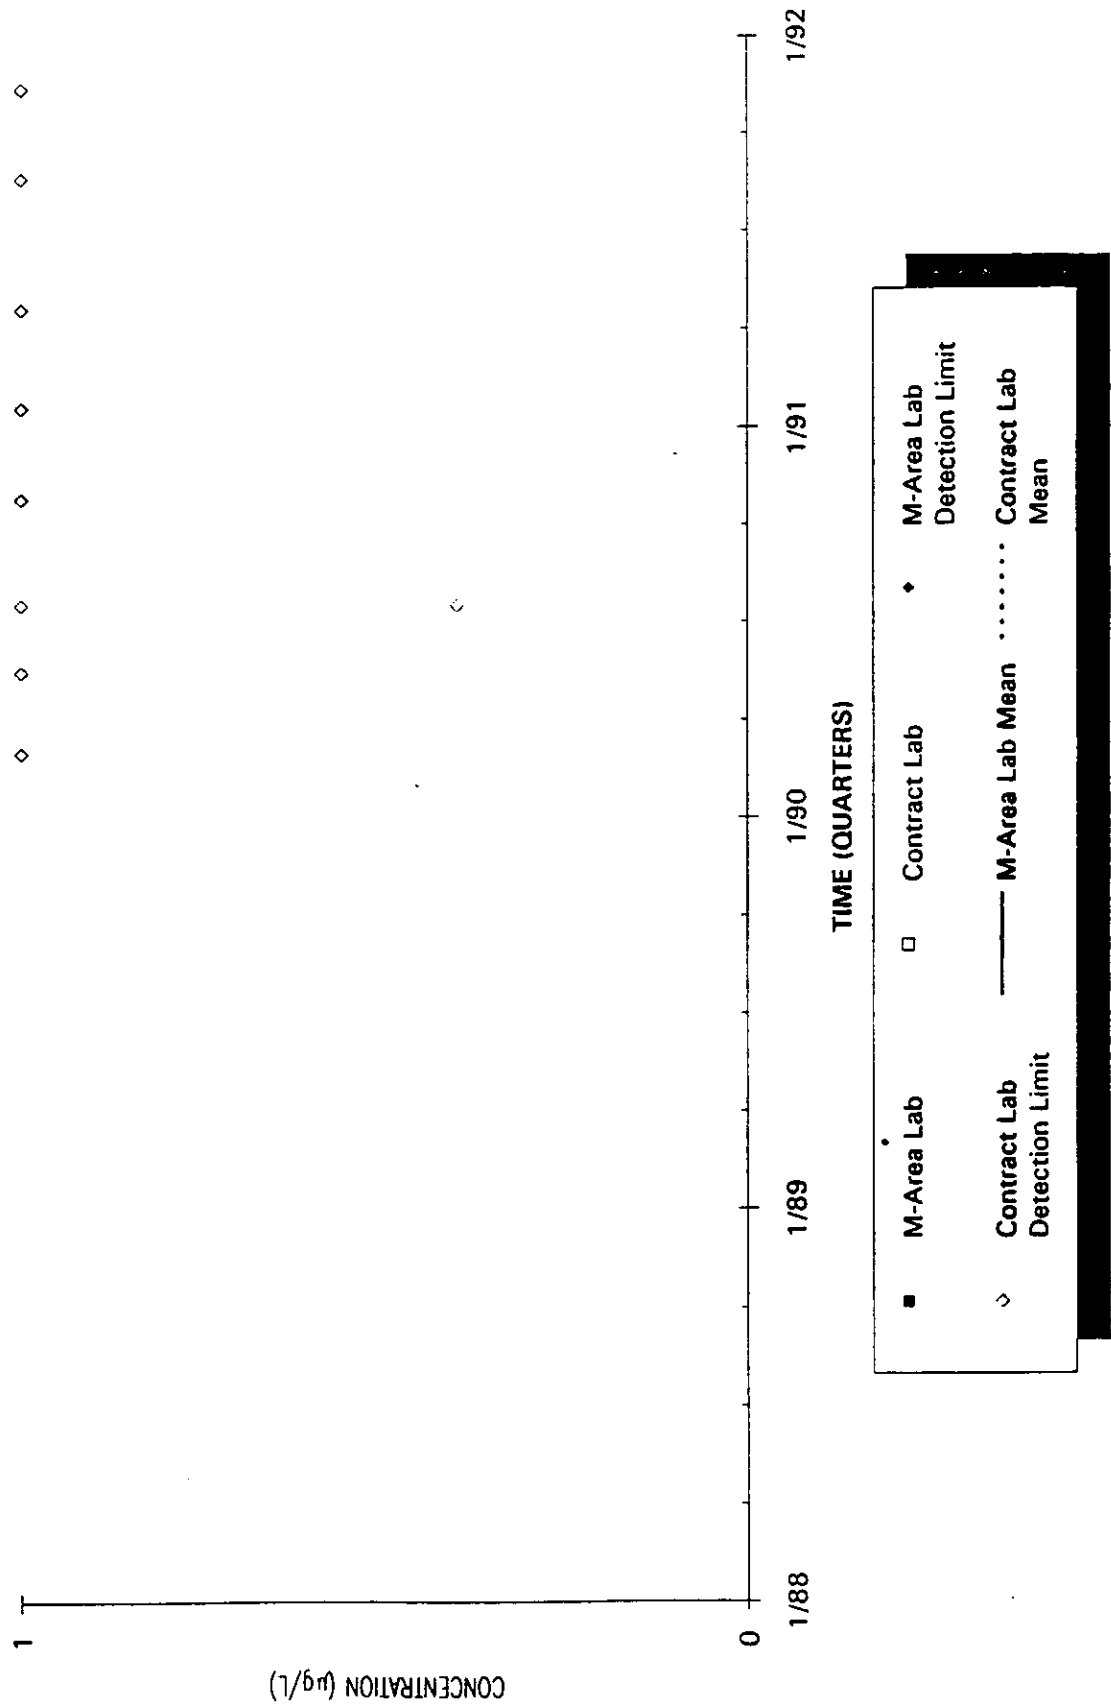 CONCENTRATION (µg/L)
1
0
1/88
1/89
1/90
1/91
1/92
TIME (QUARTERS)
M-Area Lab
Contract Lab
M-Area Lab
Detection Limit
Contract Lab
Detection Limit
M-Area Lab Mean
Contract Lab
Mean